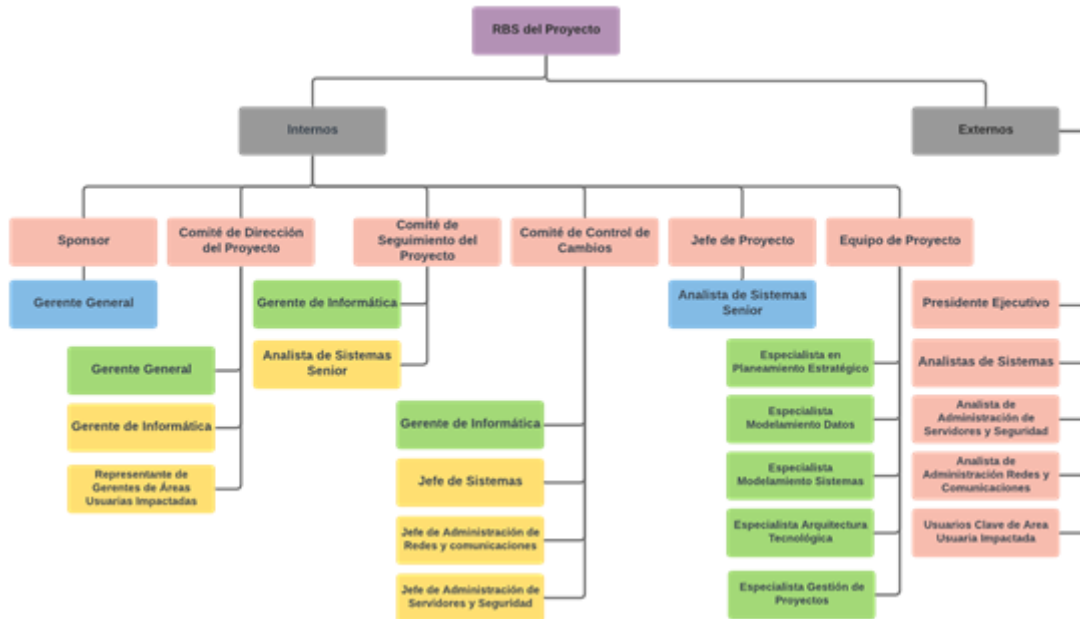 RBS del Proyecto
Internos
Externos
Sponsor
Comité de Dirección
del Proyecto
Comité de
Seguimiento del
Proyecto
Comité de Control de
Cambios
Jefe de Proyecto
Equipo de Proyecto
Gerente General
Gerente General
Gerente de Informática
Representante de
Gerentes de Áreas
Usuarias Impactadas
Gerente de Informática
Analista de Sistemas
Senior
Gerente de Informática
Jefe de Sistemas
Jefe de Administración de
Redes y comunicaciones
Jefe de Administración de
Servidores y Seguridad
Analista de Sistemas
Senior
Especialista en
Planeamiento Estratégico
Especialista
Modelamiento Datos
Especialista
Modelamiento Sistemas
Especialista Arquitectura
Tecnológica
Especialista Gestión de
Proyectos
Presidente Ejecutivo
Analistas de Sistemas
Analista de
Administración de
Servidores y Seguridad
Analista de
Administración Redes y
Comunicaciones
Usuarios Clave de Area
Usuaria Impactada